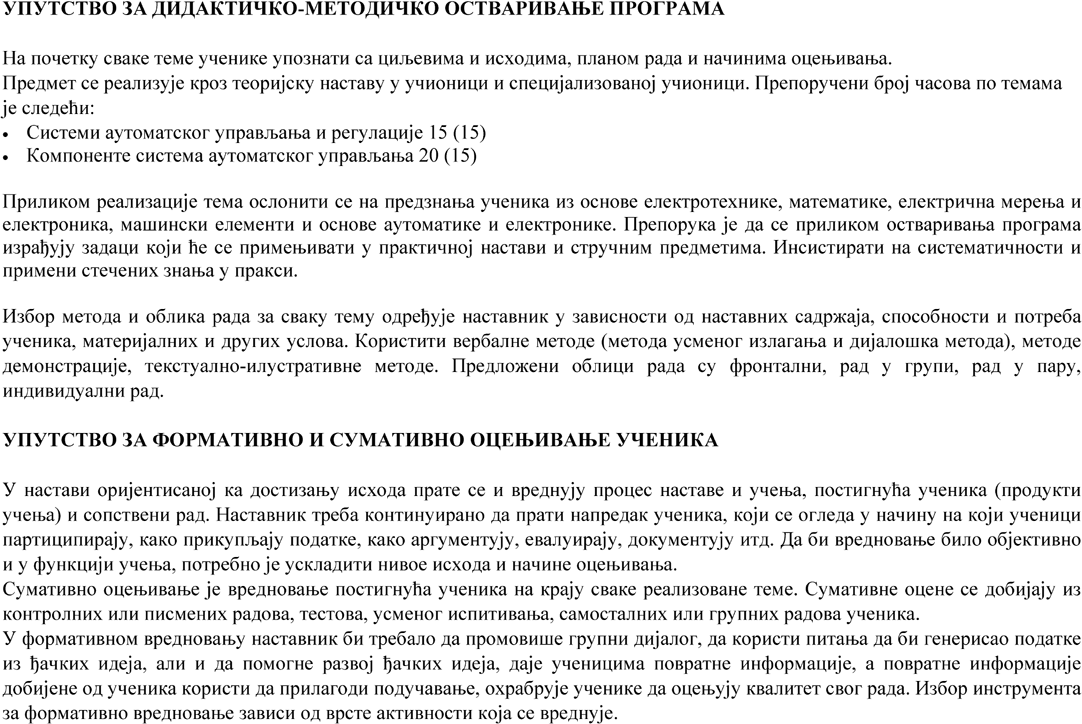 УПУТСТВО ЗА ДИДАКТИЧКО-МЕТОДИЧКО ОСТВАРИВАЊЕ ПРОГРАМА
На почетку сваке теме ученике упознати са циљевима и исходима, планом рада и начинима оцењивања.
Предмет се реализује кроз теоријску наставу у учионици и специјализованој учионици. Препоручени број часова по темама
је следећи:
• Системи аутоматског управљања и регулације 15 (15)
• Компоненте система аутоматског управљања 20 (15)
Приликом реализације тема ослонити се на предзнања ученика из основе електротехнике, математике, електрична мерења и
електроника, машински елементи и основе аутоматике и електронике. Препорука је да се приликом остваривања програма
израђују задаци који ће се примењивати у практичној настави и стручним предметима. Инсистирати на систематичности и
примени стечених знања у пракси.
Избор метода и облика рада за сваку тему одређује наставник у зависности од наставних садржаја, способности и потреба
ученика, материјалних и других услова. Користити вербалне методе (метода усменог излагања и дијалошка метода), методе
демонстрације, текстуално-илустративне методе. Предложени облици рада су фронтални, рад у групи, рад у пару,
индивидуални рад.
УПУТСТВО ЗА ФОРМАТИВНО И СУМАТИВНО ОЦЕЊИВАЊЕ УЧЕНИКА
У настави оријентисаној ка достизању исхода прате се и вреднују процес наставе и учења, постигнућа ученика (продукти
учења) и сопствени рад. Наставник треба континуирано да прати напредак ученика, који се огледа у начину на који ученици
партиципирају, како прикупљају податке, како аргументују, евалуирају, документују итд. Да би вредновање било објективно
и у функцији учења, потребно је ускладити нивое исхода и начине оцењивања.
Сумативно оцењивање је вредновање постигнућа ученика на крају сваке реализоване теме. Сумативне оцене се добијају из
контролних или писмених радова, тестова, усменог испитивања, самосталних или групних радова ученика.
У формативном вредновању наставник би требало да промовише групни дијалог, да користи питања да би генерисао податке
из ђачких идеја, али и да помогне развој ђачких идеја, даје ученицима повратне информације, а повратне информације
добијене од ученика користи да прилагоди подучавање, охрабрује ученике да оцењују квалитет свог рада. Избор инструмента
за формативно вредновање зависи од врсте активности која се вреднује.